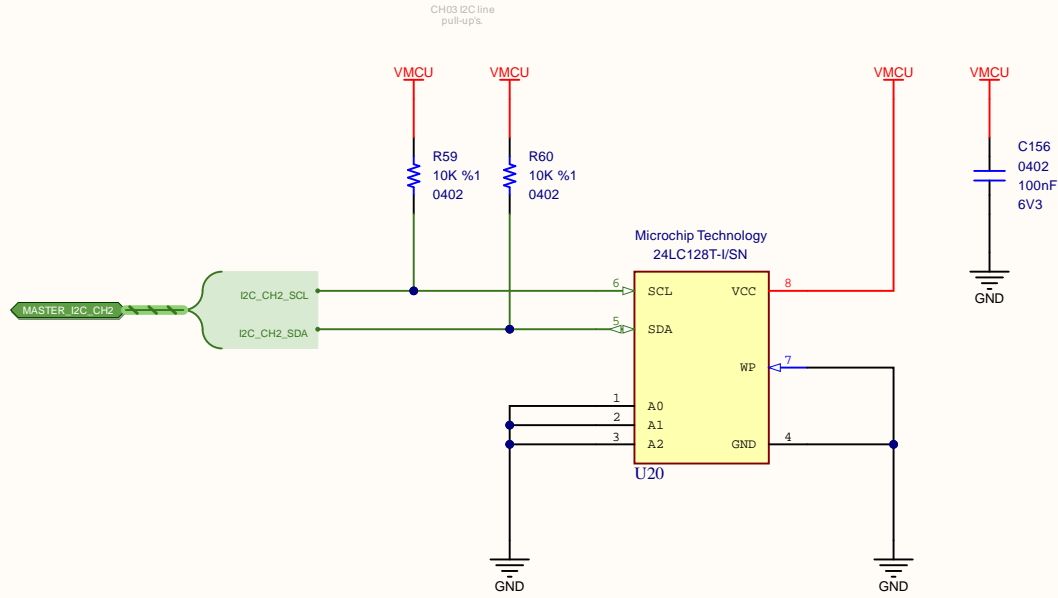 CH03 I2C line
pull-up's.
VMCU
VMCU
VMCU
VMCU
R59
10K %1
0402
R60
10K %1
0402
C156
0402
100nF
6V3
GND
Microchip Technology
24LC128T-I/SN
MASTER_I2C_CH2
I2C_CH2_SCL
I2C_CH2_SDA
6
SCL
VCC
8
5
SDA
WP
7
1
A0
2
A1
3
A2
GND
4
U20
GND
GND